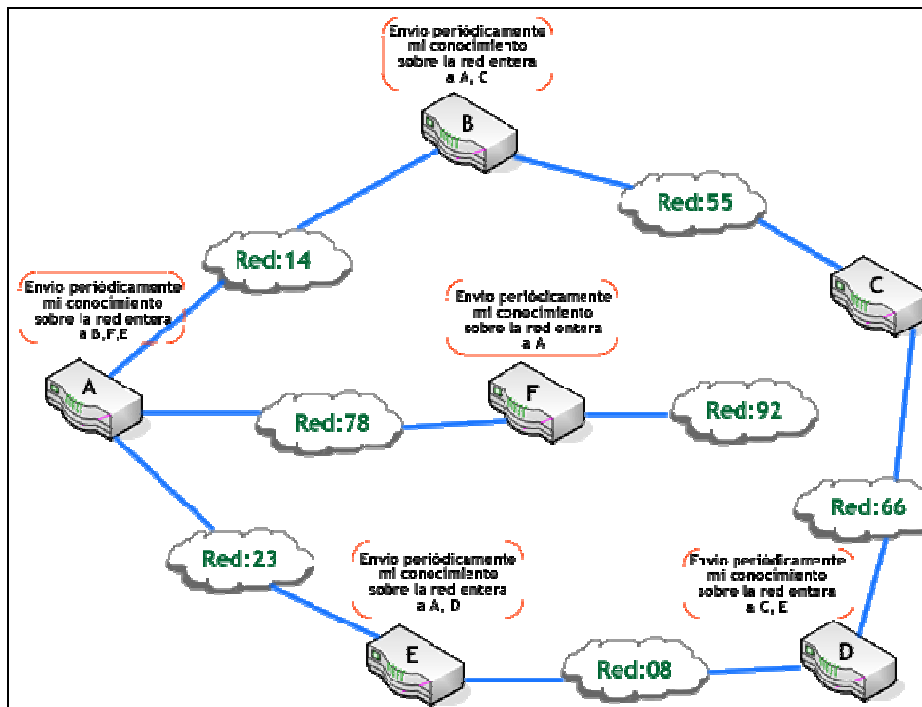 Envio periódicamente
mi conocimiento
sobre la red entera
a A, C
B
Red:55
Red:14
C
Envio periódicamente
mi conocimiento
sobre la red entera
a B,F,E
Envio periódicamente
mi conocimiento
sobre la red entera
a A
A
F
Red:92
Red:78
Red:66
Red:23
Envio periódicamente
mi conocimiento
sobre la red entera
a A, D
Envio periódicamente
mi conocimiento
sobre la red entera
a C, E
E
D
Red:08